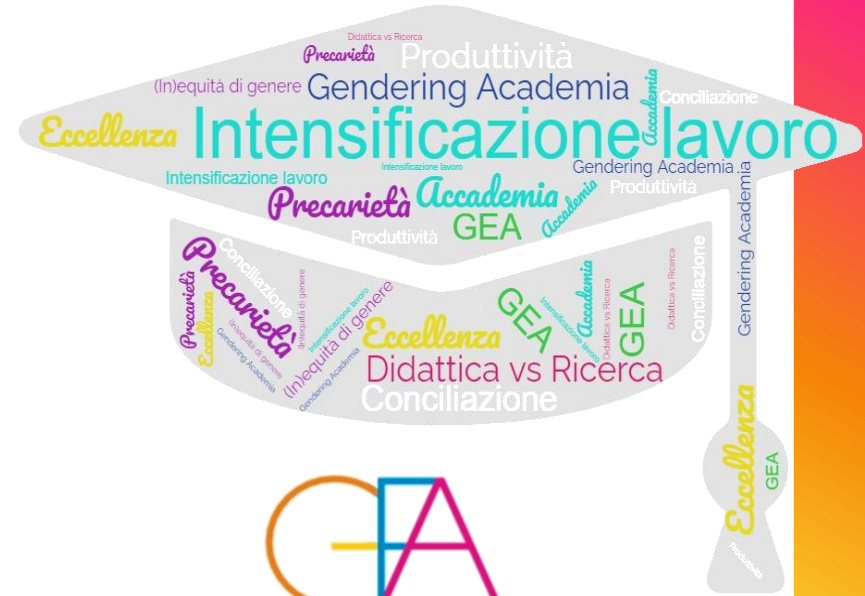 Didattica vs Ricerca
Precarietà
Produttività
(In)equità di genere
Gendering Academia
Accademia
Conciliazione
Eccellenza
Intensificazione lavoro
Intensificazione lavoro
Gendering Academia
Intensificazione lavoro
Produttività
Precarietà
Accademia
Accademia
GEA
Produttività
Gendering Academia
Precarietà
Eccellenza
Precarietà
Conciliazione
(In)equità di genere
Gendering Academia
(In)equità di genere
Intensificazione lavoro
(In)equità di genere
Gendering Academia
Eccellenza
GEA
Intensificazione lavoro
Accademia
Didattica vs Ricerca
GEA
Didattica vs Ricerca
Conciliazione
Didattica vs Ricerca
Conciliazione
Eccellenza
GEA
Produttività
GEA